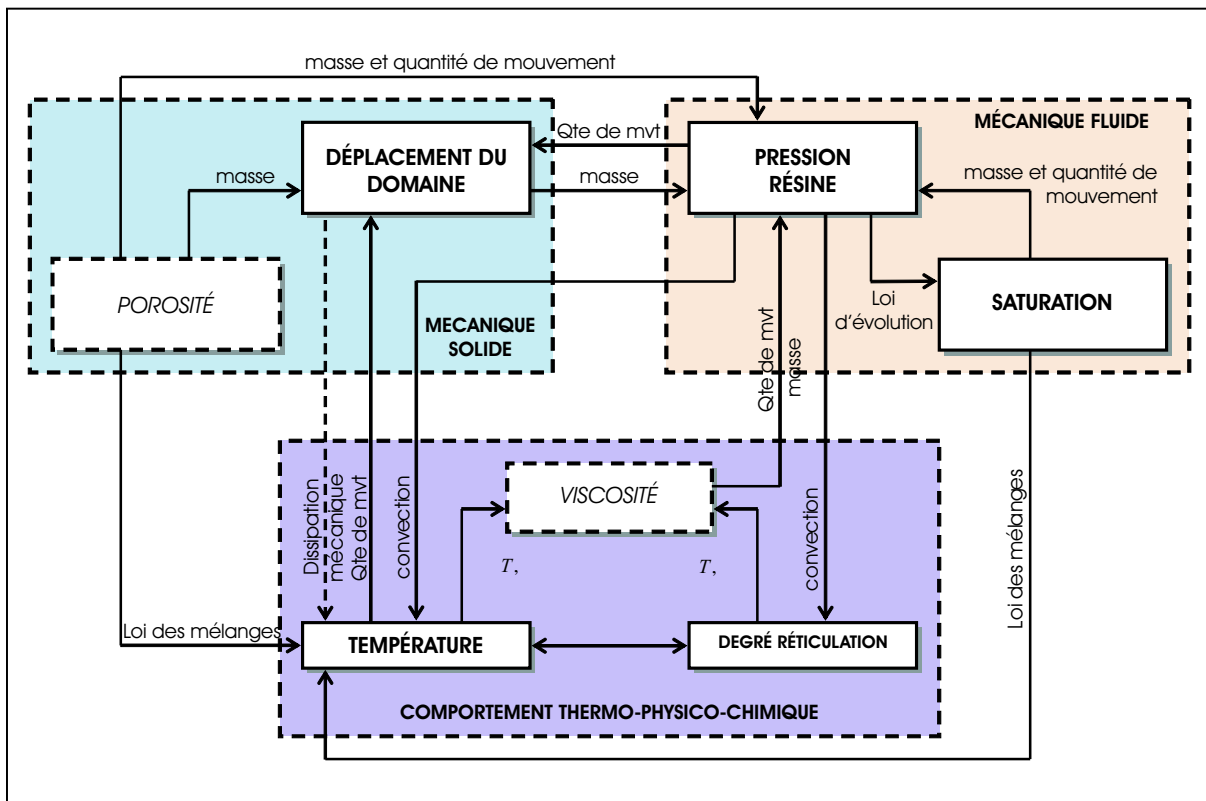 masse et quantité de mouvement
MÉCANIQUE FLUIDE
Qte de mvt
DÉPLACEMENT DU
DOMAINE
PRESSION
RÉSINE
masse
masse
masse et quantité de
mouvement
POROSITÉ
MECANIQUE
SOLIDE
Loi
d'évolution
SATURATION
Qte de mvt
masse
Dissipation
mecanique
Qte de mvt
convection
VISCOSITÉ
convection
Loi des mélanges
T,
T,
Loi des mélanges
TEMPÉRATURE
DEGRÉ RÉTICULATION
COMPORTEMENT THERMO-PHYSICO-CHIMIQUE